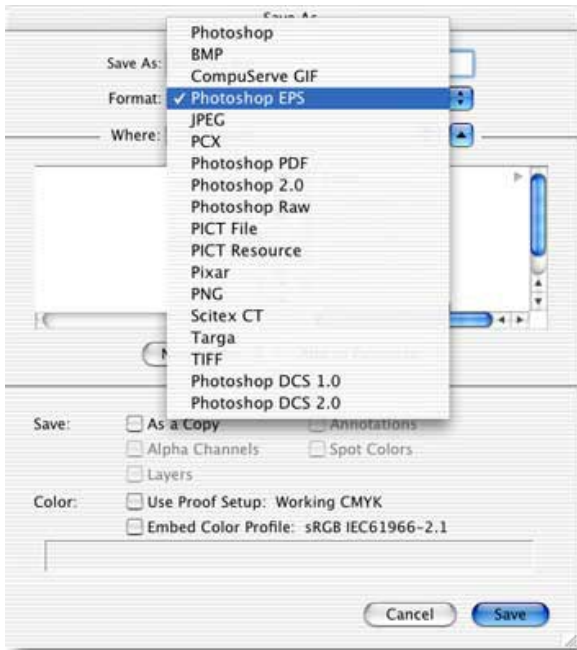 Save As
Photoshop
BMP
Save As:
CompuServe GIF
Format: ✓ Photoshop EPS
JPEG
Where:
PCX
Photoshop PDF
Photoshop 2.0
Photoshop Raw
PICT File
PICT Resource
Pixar
PNG
Scitex CT
Targa
TIFF
Photoshop DCS 1.0
Photoshop DCS 2.0
Save: As a Copy Annotations
Alpha Channels Spot Colors
Layers
Color: Use Proof Setup: Working CMYK
Embed Color Profile: sRGB IEC61966-2.1
Cancel Save